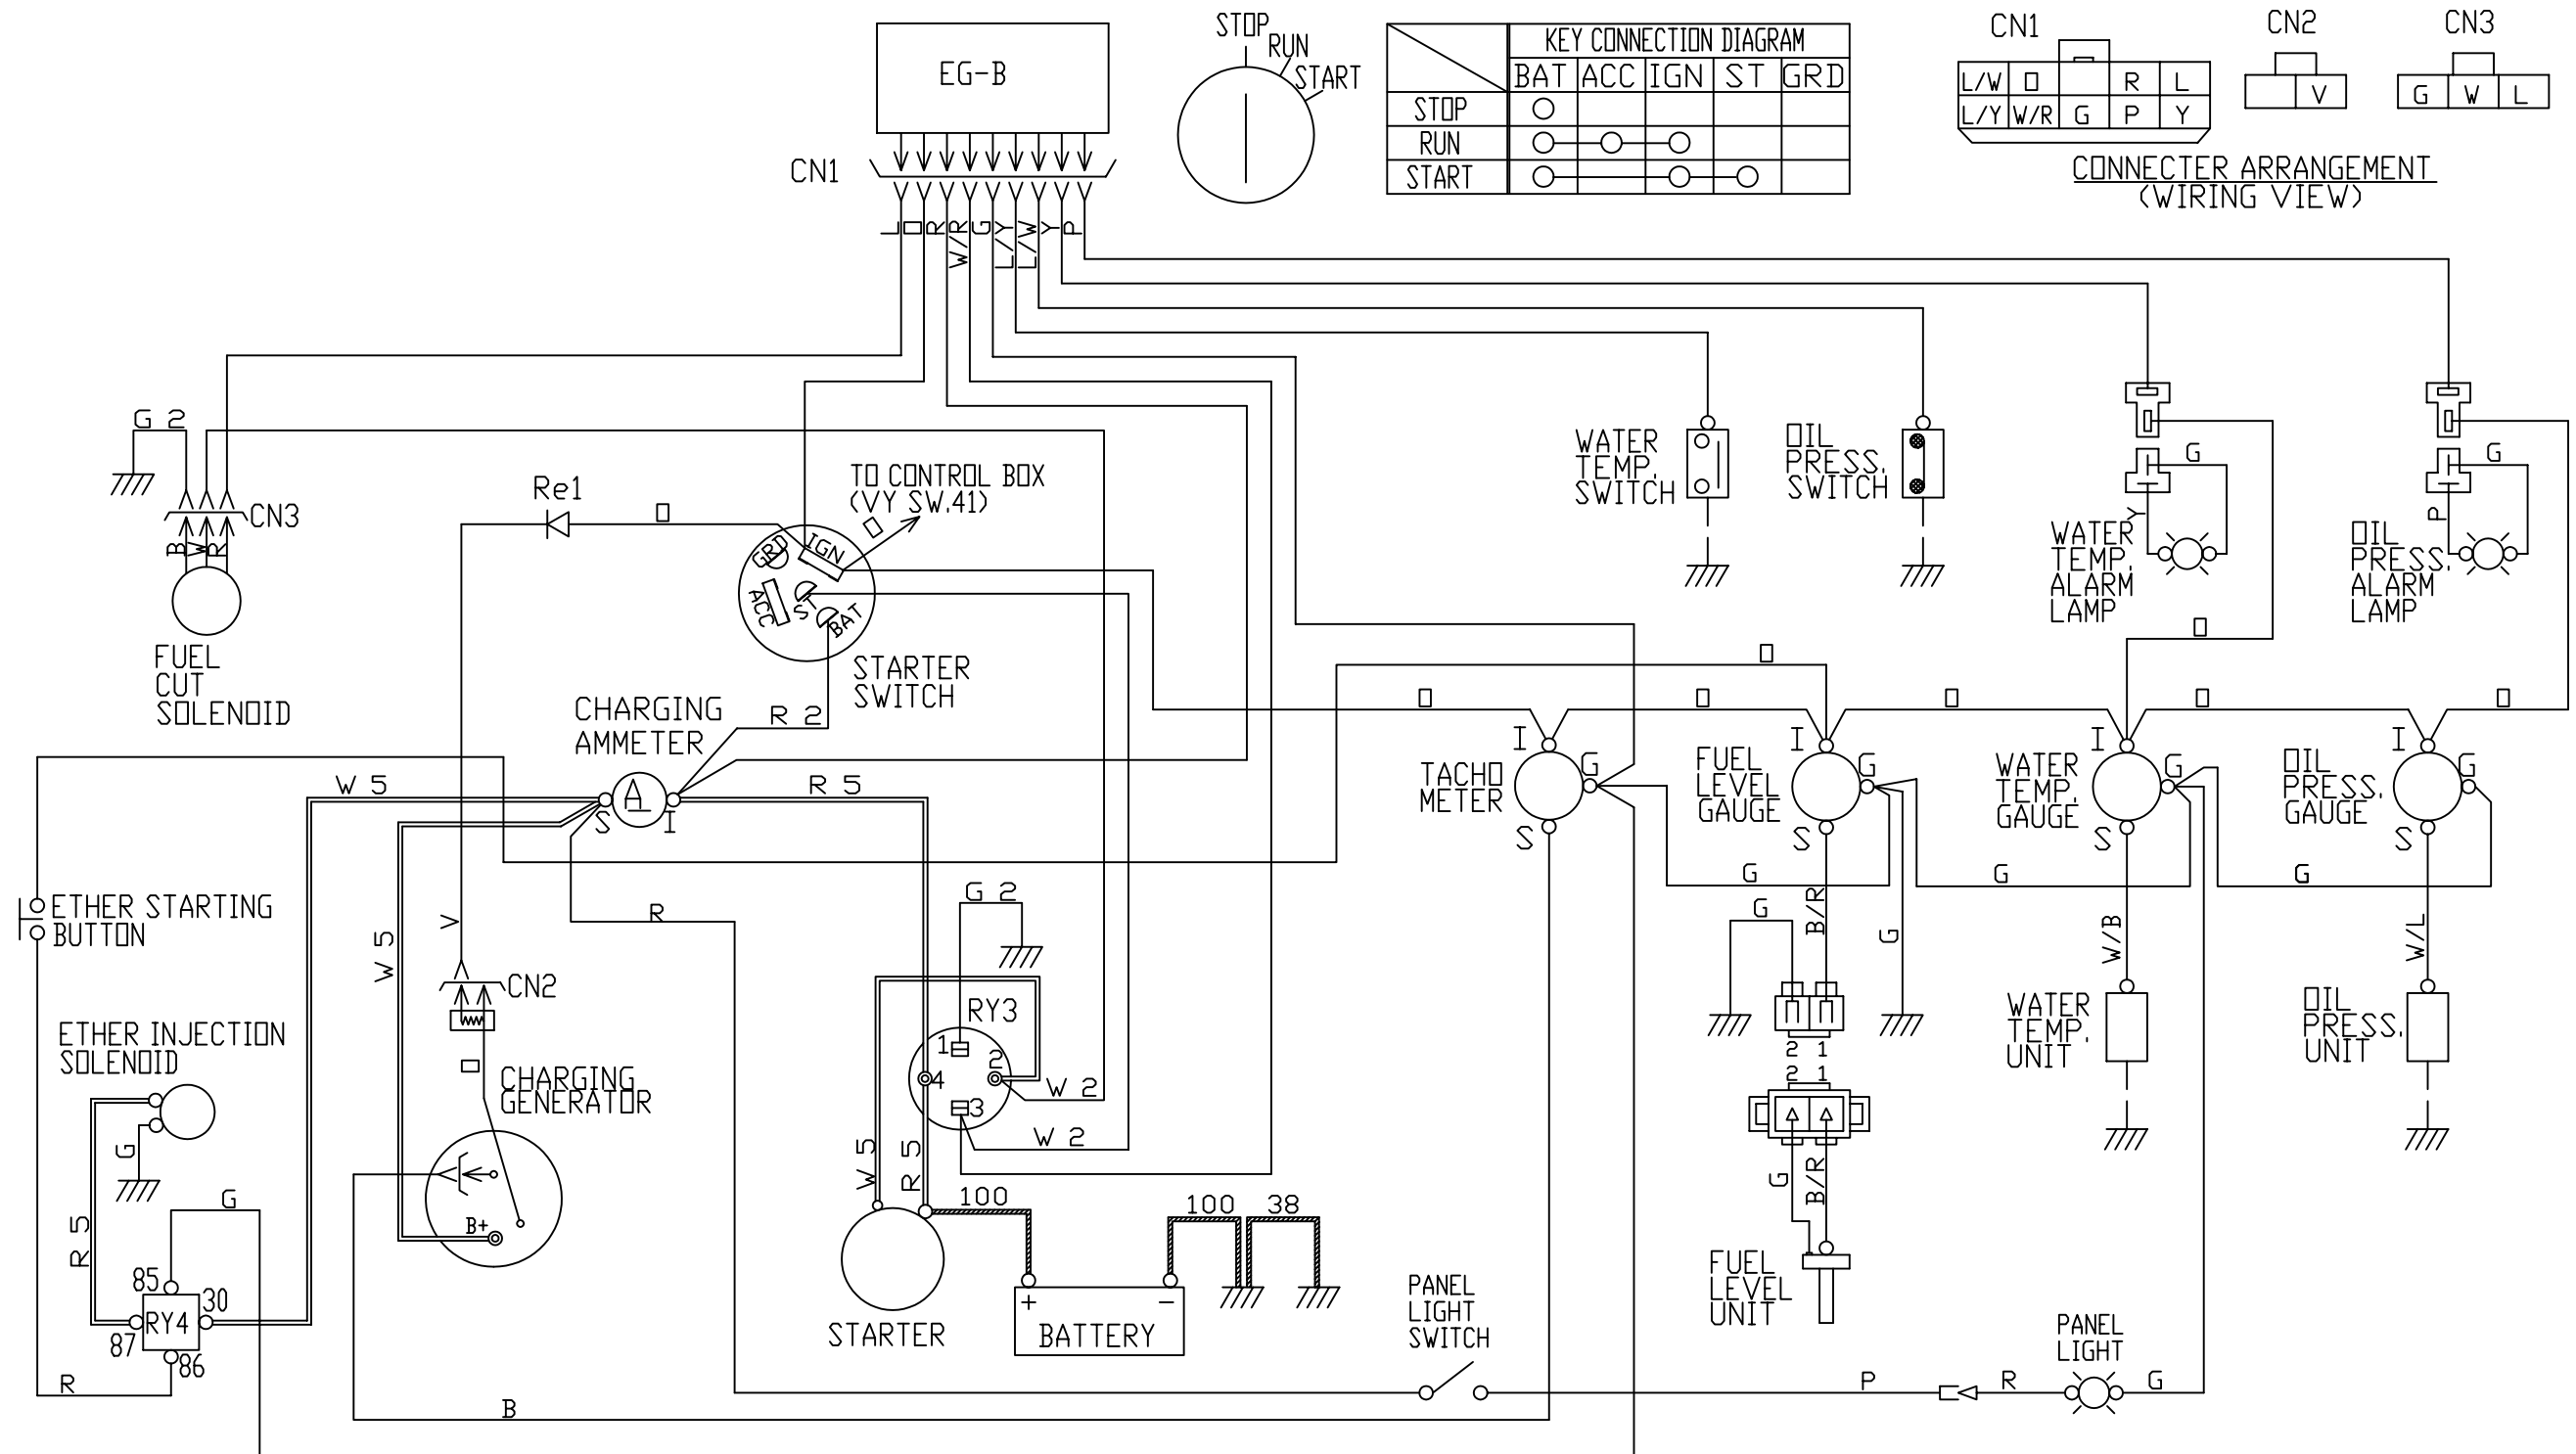 STOP
RUN
START
EG-B
CN1
KEY CONNECTION DIAGRAM
BAT ACC IGN ST GRD
STOP
RUN
START
CN1
L/W O R L
L/Y W/R G P Y
CN2
V
CN3
G W L
CONNECTER ARRANGEMENT
(WIRING VIEW)
L O R W/R G L/Y L/W Y P
G 2
CN3
B W R
FUEL
CUT
SOLENOID
Re1
O
TO CONTROL BOX
(VY SW.41)
O
GRD
IGN
ACC
ST
BAT
STARTER
SWITCH
WATER
TEMP.
SWITCH
OIL
PRESS.
SWITCH
G
Y
WATER
TEMP.
ALARM
LAMP
O
G
P
OIL
PRESS.
ALARM
LAMP
CHARGING
AMMETER
R 2
O
O
O
O
O
O
W 5
A
S
I
R 5
TACHO
METER
I
G
S
FUEL
LEVEL
GAUGE
I
G
S
WATER
TEMP.
GAUGE
I
G
S
OIL
PRESS.
GAUGE
I
G
S
ETHER STARTING
BUTTON
W 5
V
R
G 2
G
G
G
G
B/R
G
W/B
W/L
CN2
O
RY3
1
2
4
3
W 2
W 2
ETHER INJECTION
SOLENOID
G
R 5
CHARGING
GENERATOR
B+
W 5
R 5
100
100
38
2 1
2 1
G
B/R
WATER
TEMP.
UNIT
OIL
PRESS.
UNIT
G
85
30
RY4
87
86
R
STARTER
+
-
BATTERY
FUEL
LEVEL
UNIT
PANEL
LIGHT
SWITCH
PANEL
LIGHT
P
R
G
B